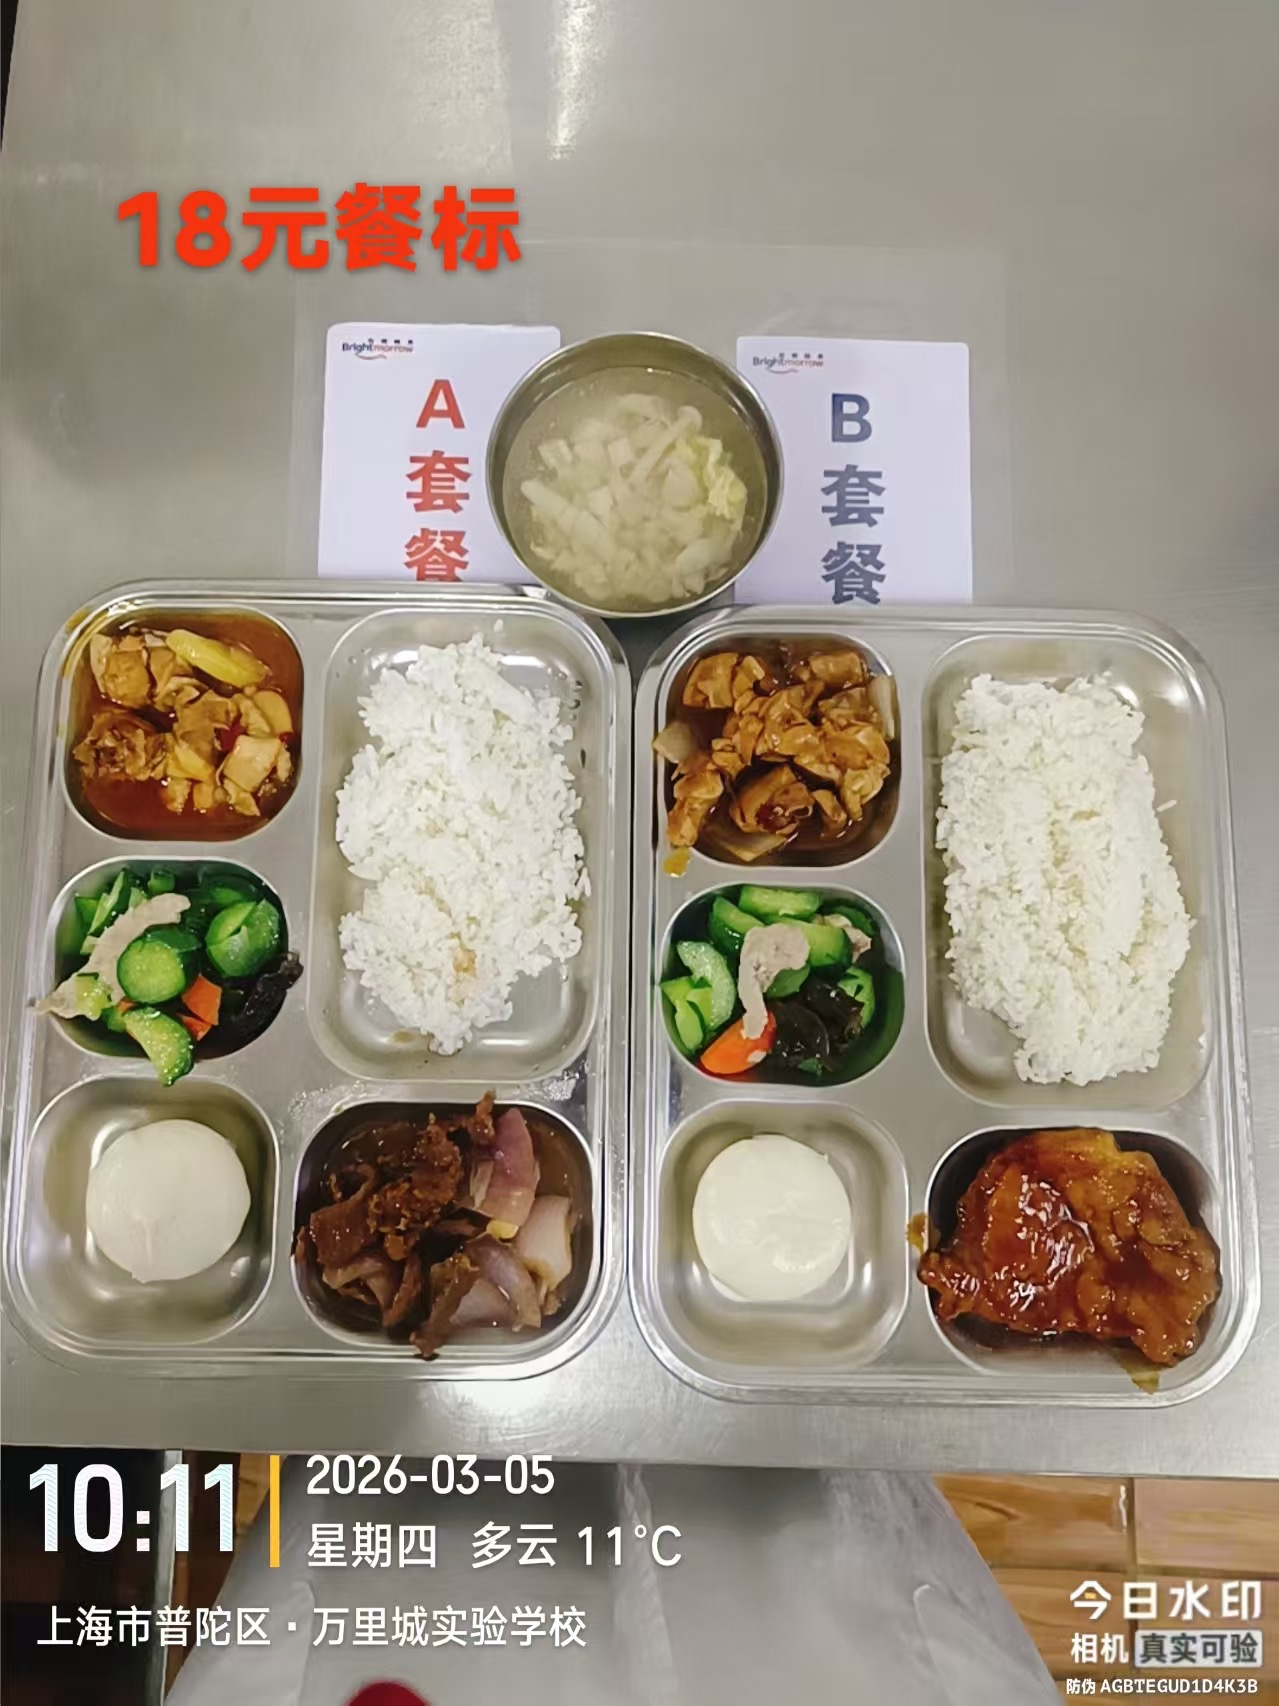 18元餐标
Brightmorrow
A
套
餐
Brightmorrow
B
套
餐
10:11
2026-03-05
星期四 多云 11°C
上海市普陀区·万里城实验学校
今日水印
相机 真实可验
防伪 AGBTEGUD1D4K3B